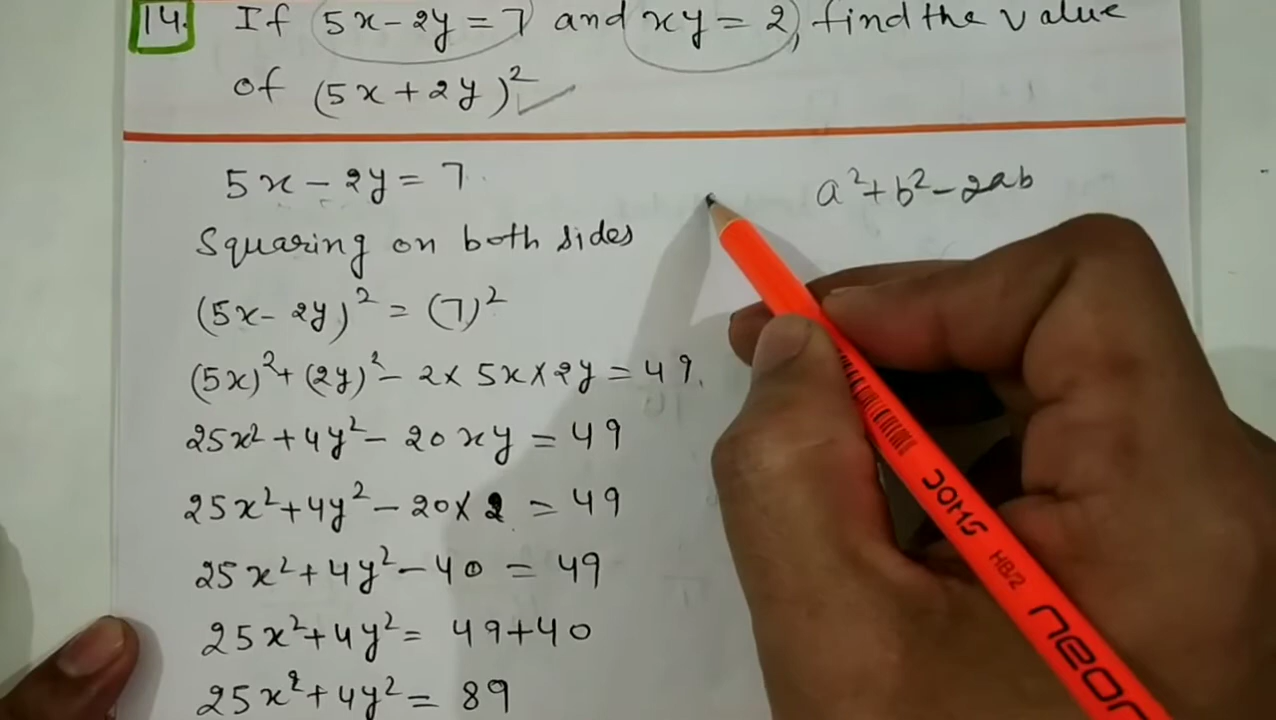 14. If 5x-2y=7 and xy=2, find the value
of (5x+2y)²
5x-2y=7
a²+b²-2ab
Squaring on both sides
(5x-2y)²=(7)²
(5x)²+(2y)²-2×5x×2y=49.
25x²+4y²-20xy=49
25x²+4y²-20×2=49
25x²+4y²-40=49
25x²+4y²=49+40
25x²+4y²=89
DOMS
HB/2
neon